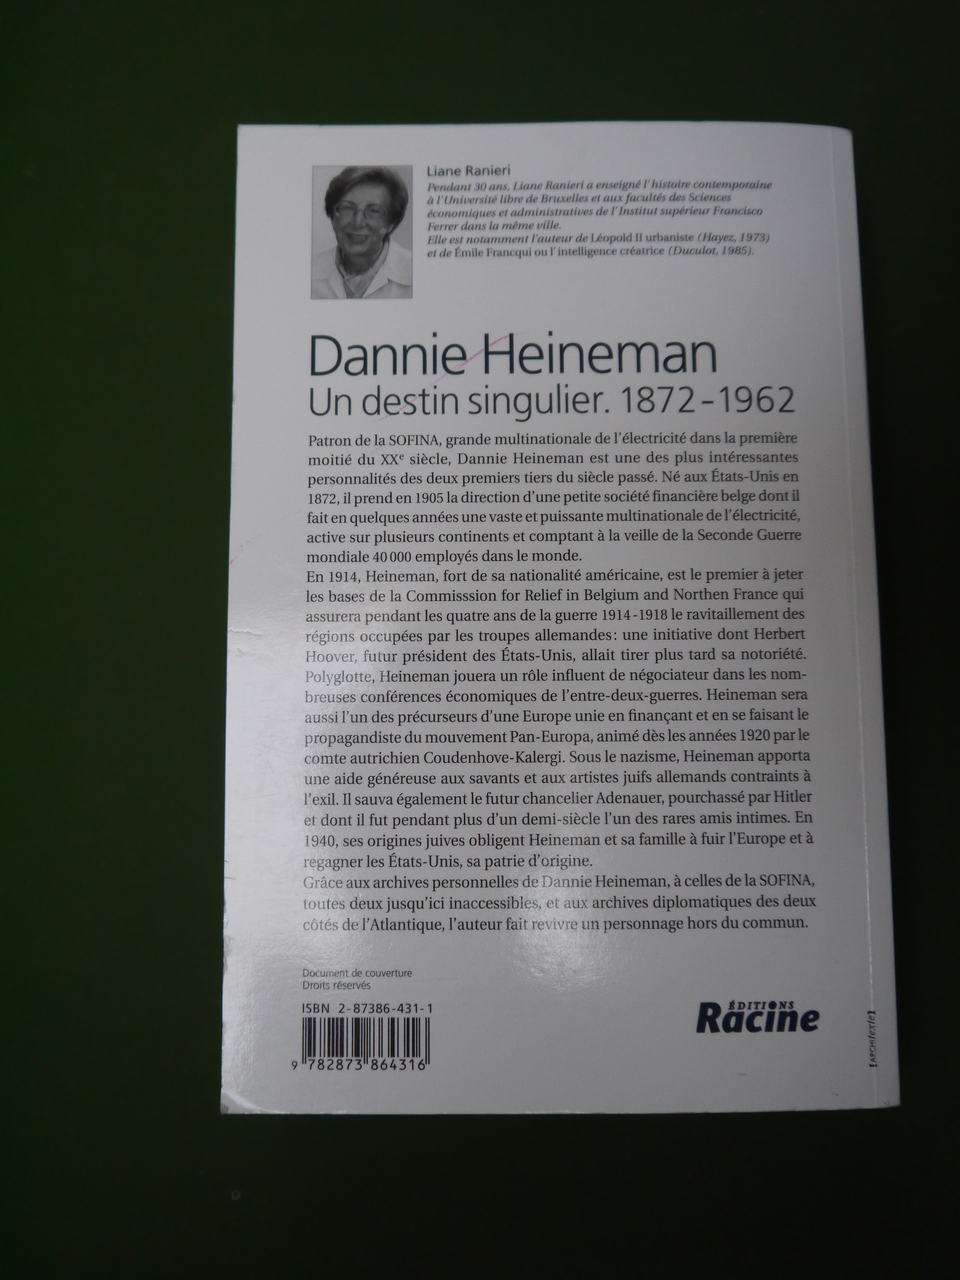 Liane Ranieri
Pendant 30 ans, Liane Ranieri a enseigné l'histoire contemporaine
à l'Université libre de Bruxelles et aux facultés des Sciences
économiques et administratives de l'Institut supérieur Francisco
Ferrer dans la même ville.
Elle est notamment l'auteur de Léopold II urbaniste (Hayez, 1973)
et de Émile Francqui ou l'intelligence créatrice (Duculot, 1985).
Dannie Heineman
Un destin singulier. 1872-1962
Patron de la SOFINA, grande multinationale de l'électricité dans la première
moitié du XXe siècle, Dannie Heineman est une des plus intéressantes
personnalités des deux premiers tiers du siècle passé. Né aux États-Unis en
1872, il prend en 1905 la direction d'une petite société financière belge dont il
fait en quelques années une vaste et puissante multinationale de l'électricité,
active sur plusieurs continents et comptant à la veille de la Seconde Guerre
mondiale 40 000 employés dans le monde.
En 1914, Heineman, fort de sa nationalité américaine, est le premier à jeter
les bases de la Commisssion for Relief in Belgium and Northen France qui
assurera pendant les quatre ans de la guerre 1914-1918 le ravitaillement des
régions occupées par les troupes allemandes : une initiative dont Herbert
Hoover, futur président des États-Unis, allait tirer plus tard sa notoriété.
Polyglotte, Heineman jouera un rôle influent de négociateur dans les nom-
breuses conférences économiques de l'entre-deux-guerres. Heineman sera
aussi l'un des précurseurs d'une Europe unie en finançant et en se faisant le
propagandiste du mouvement Pan-Europa, animé dès les années 1920 par le
comte autrichien Coudenhove-Kalergi. Sous le nazisme, Heineman apporta
une aide généreuse aux savants et aux artistes juifs allemands contraints à
l'exil. Il sauva également le futur chancelier Adenauer, pourchassé par Hitler
et dont il fut pendant plus d'un demi-siècle l'un des rares amis intimes. En
1940, ses origines juives obligent Heineman et sa famille à fuir l'Europe et à
regagner les États-Unis, sa patrie d'origine.
Grâce aux archives personnelles de Dannie Heineman, à celles de la SOFINA,
toutes deux jusqu'ici inaccessibles, et aux archives diplomatiques des deux
côtés de l'Atlantique, l'auteur fait revivre un personnage hors du commun.
Document de couverture
Droits réservés
ISBN 2-87386-431-1
9 782873 864316
ÉDITIONS
Racine
[ARCHItexte]